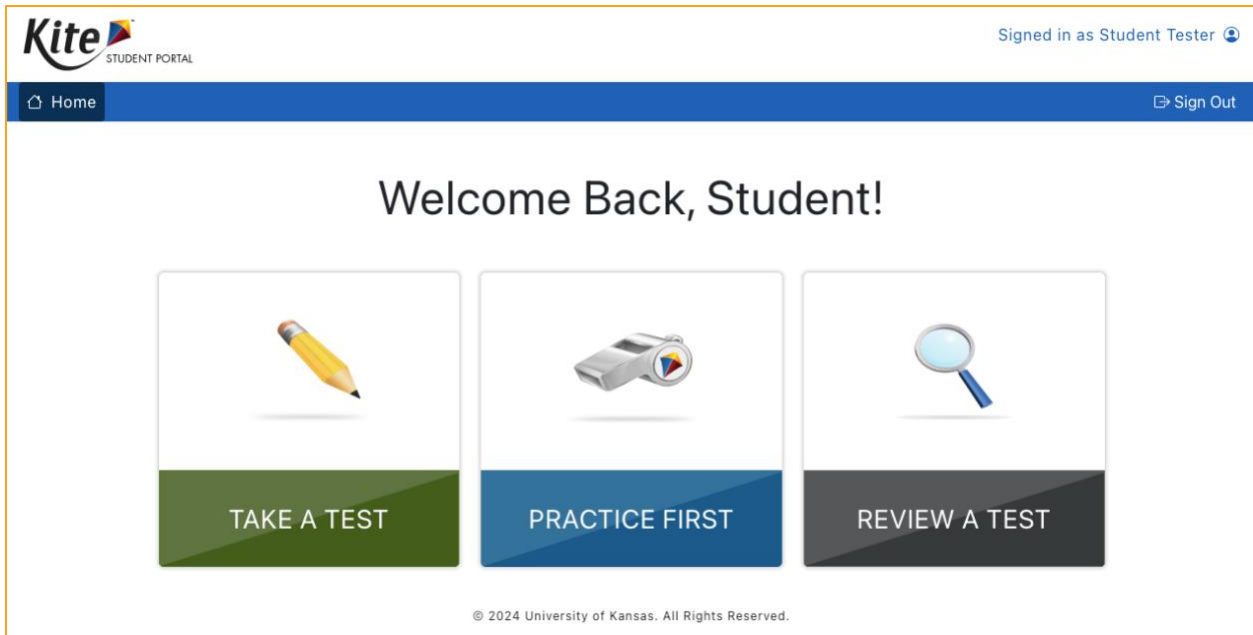 Kite™
STUDENT PORTAL
Signed in as Student Tester
Home
Sign Out
Welcome Back, Student!
TAKE A TEST
PRACTICE FIRST
REVIEW A TEST
© 2024 University of Kansas. All Rights Reserved.